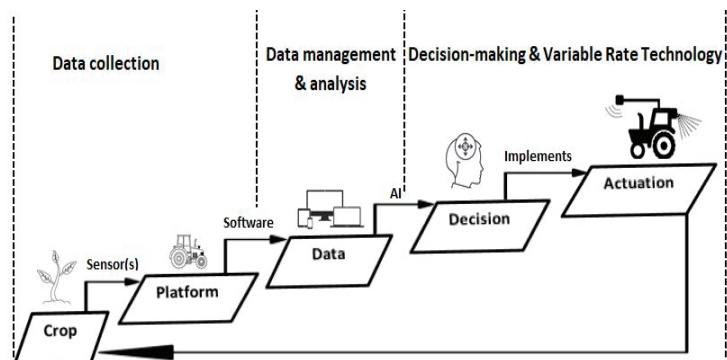 Data collection
Data management
& analysis
Decision-making & Variable Rate Technology
Implements
Actuation
AI
Decision
Software
Data
Sensor(s)
Platform
Crop